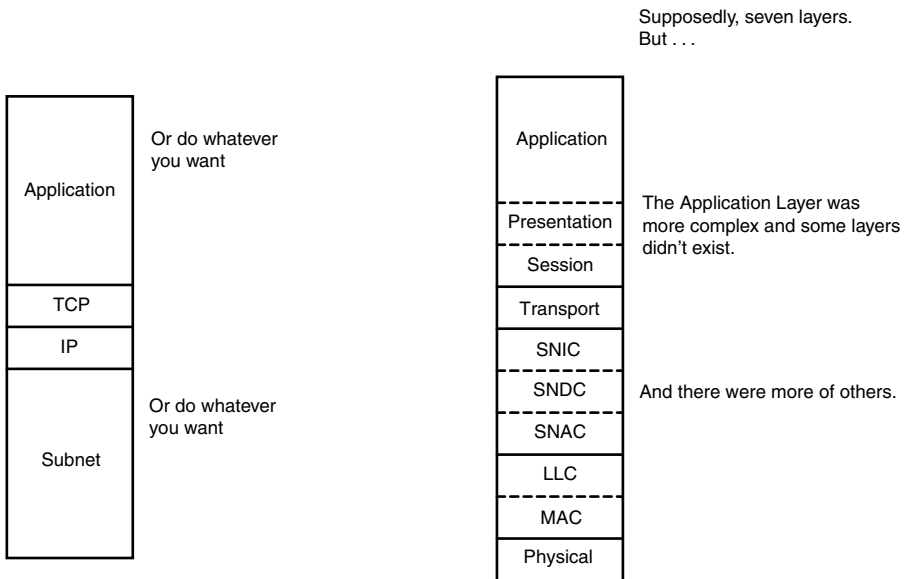 Supposedly, seven layers.
But . . .
Or do whatever
you want
Application
TCP
IP
Or do whatever
you want
Subnet
Application
The Application Layer was
more complex and some layers
didn’t exist.
Presentation
Session
Transport
SNIC
SNDC
And there were more of others.
SNAC
LLC
MAC
Physical